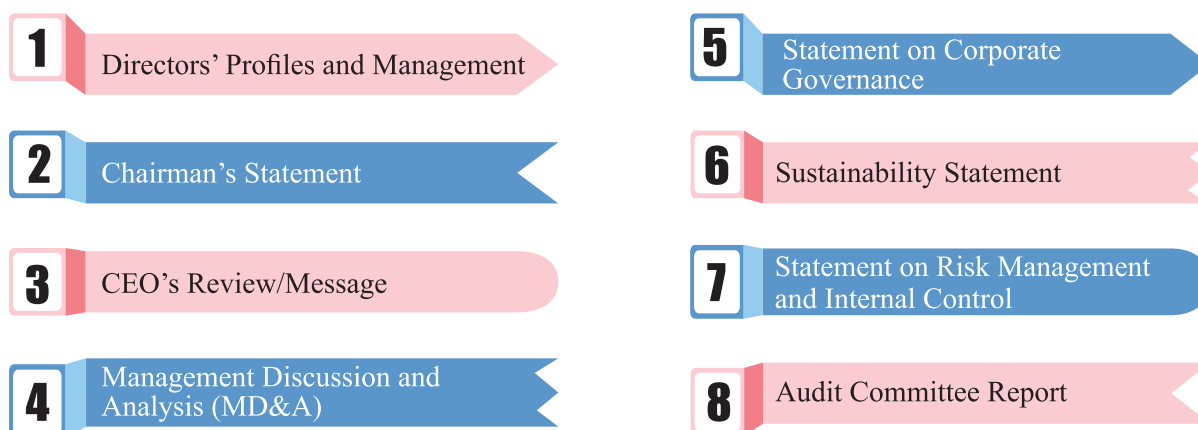 1
Directors’ Profiles and Management
2
Chairman’s Statement
3
CEO’s Review/Message
4
Management Discussion and
Analysis (MD&A)
5
Statement on Corporate
Governance
6
Sustainability Statement
7
Statement on Risk Management
and Internal Control
8
Audit Committee Report